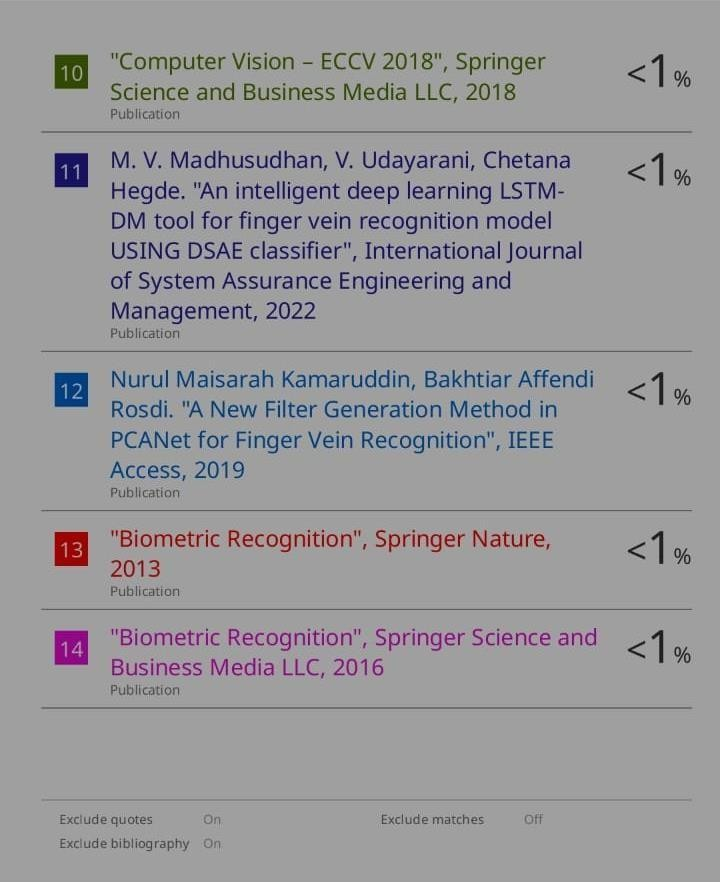 10 "Computer Vision – ECCV 2018", Springer <1%
Science and Business Media LLC, 2018
Publication
11 M. V. Madhusudhan, V. Udayarani, Chetana <1%
Hegde. "An intelligent deep learning LSTM-
DM tool for finger vein recognition model
USING DSAE classifier", International Journal
of System Assurance Engineering and
Management, 2022
Publication
12 Nurul Maisarah Kamaruddin, Bakhtiar Affendi <1%
Rosdi. "A New Filter Generation Method in
PCANet for Finger Vein Recognition", IEEE
Access, 2019
Publication
13 "Biometric Recognition", Springer Nature, <1%
2013
Publication
14 "Biometric Recognition", Springer Science and <1%
Business Media LLC, 2016
Publication
Exclude quotes On Exclude matches Off
Exclude bibliography On